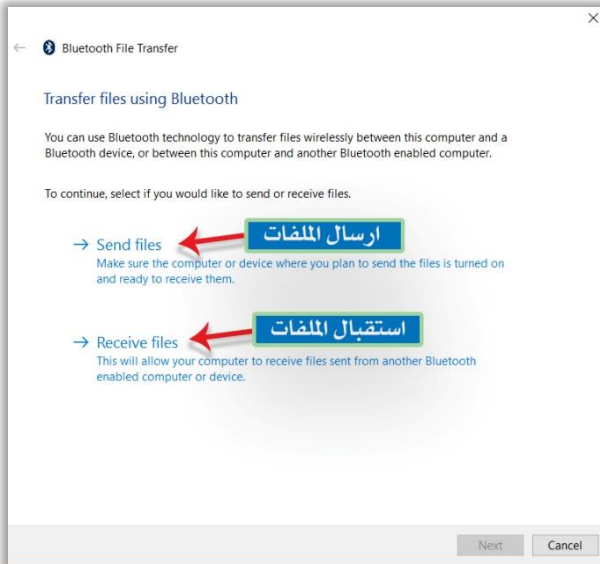 Bluetooth File Transfer
Transfer files using Bluetooth
You can use Bluetooth technology to transfer files wirelessly between this computer and a
Bluetooth device, or between this computer and another Bluetooth enabled computer.
To continue, select if you would like to send or receive files.
→ Send files
ارسال الملفات
Make sure the computer or device where you plan to send the files is turned on
and ready to receive them.
→ Receive files
استقبال الملفات
This will allow your computer to receive files sent from another Bluetooth
enabled computer or device.
Next
Cancel